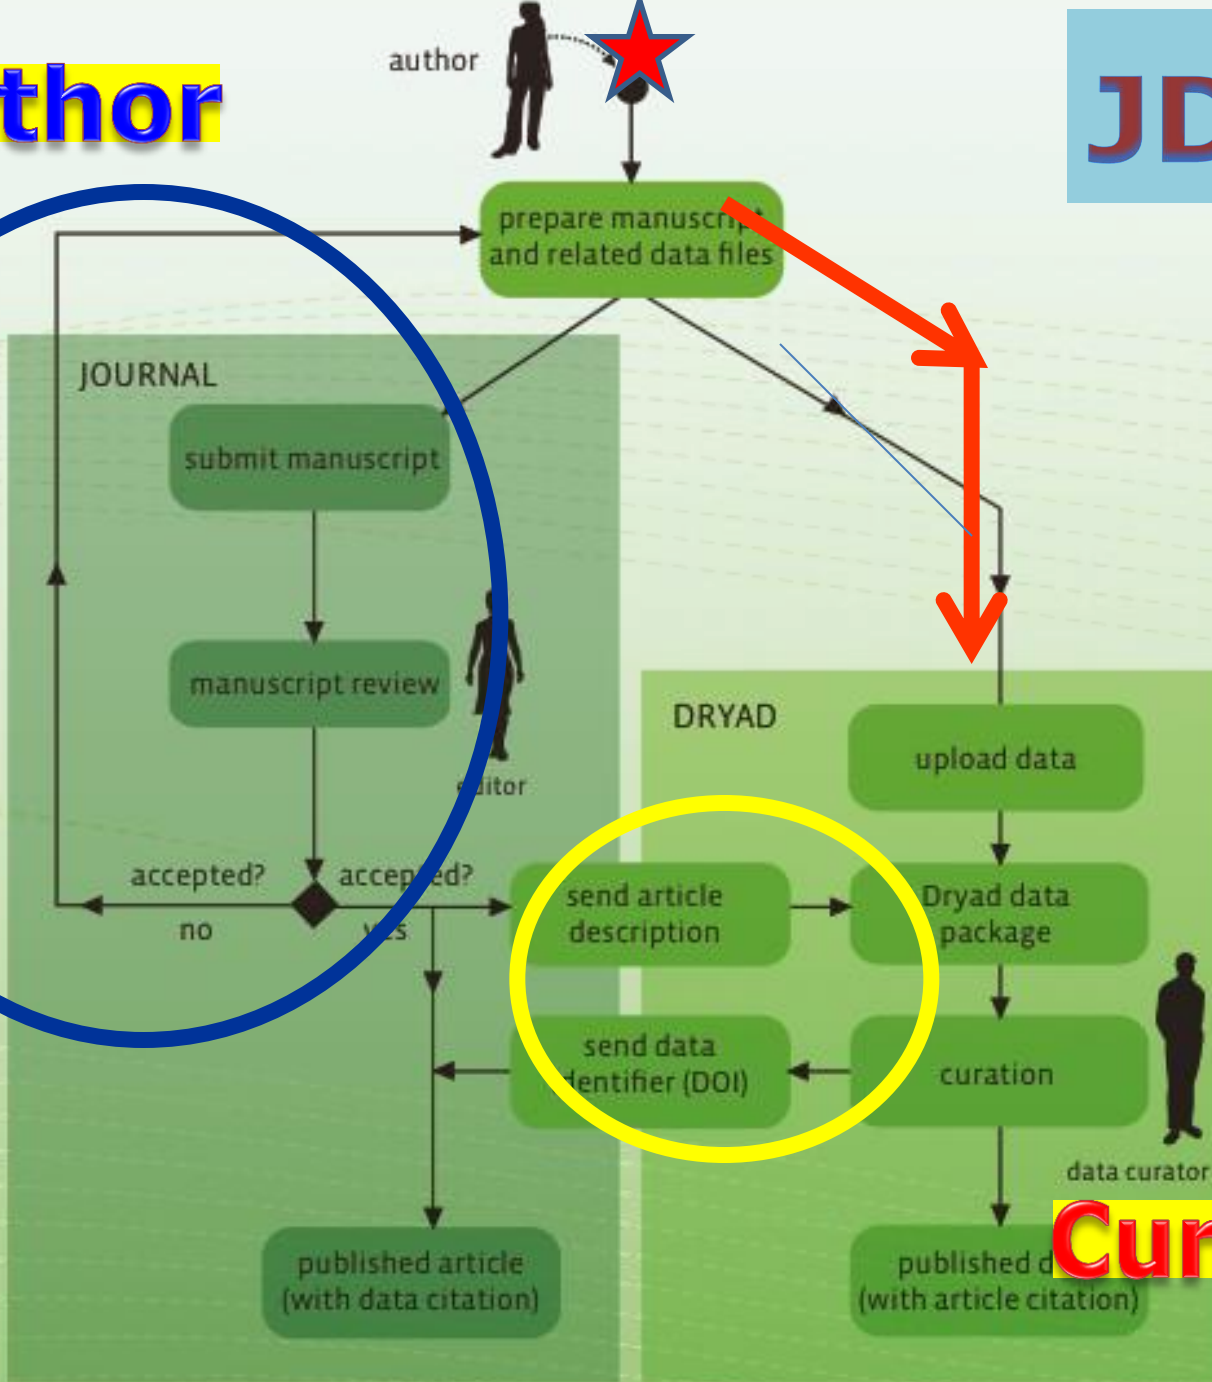 author
thor
JD
prepare manuscript
and related data files
JOURNAL
submit manuscript
manuscript review
editor
DRYAD
upload data
accepted?
accepted?
no
yes
send article
description
Dryad data
package
send data
identifier (DOI)
curation
data curator
Cur
published article
(with data citation)
published d
(with article citation)